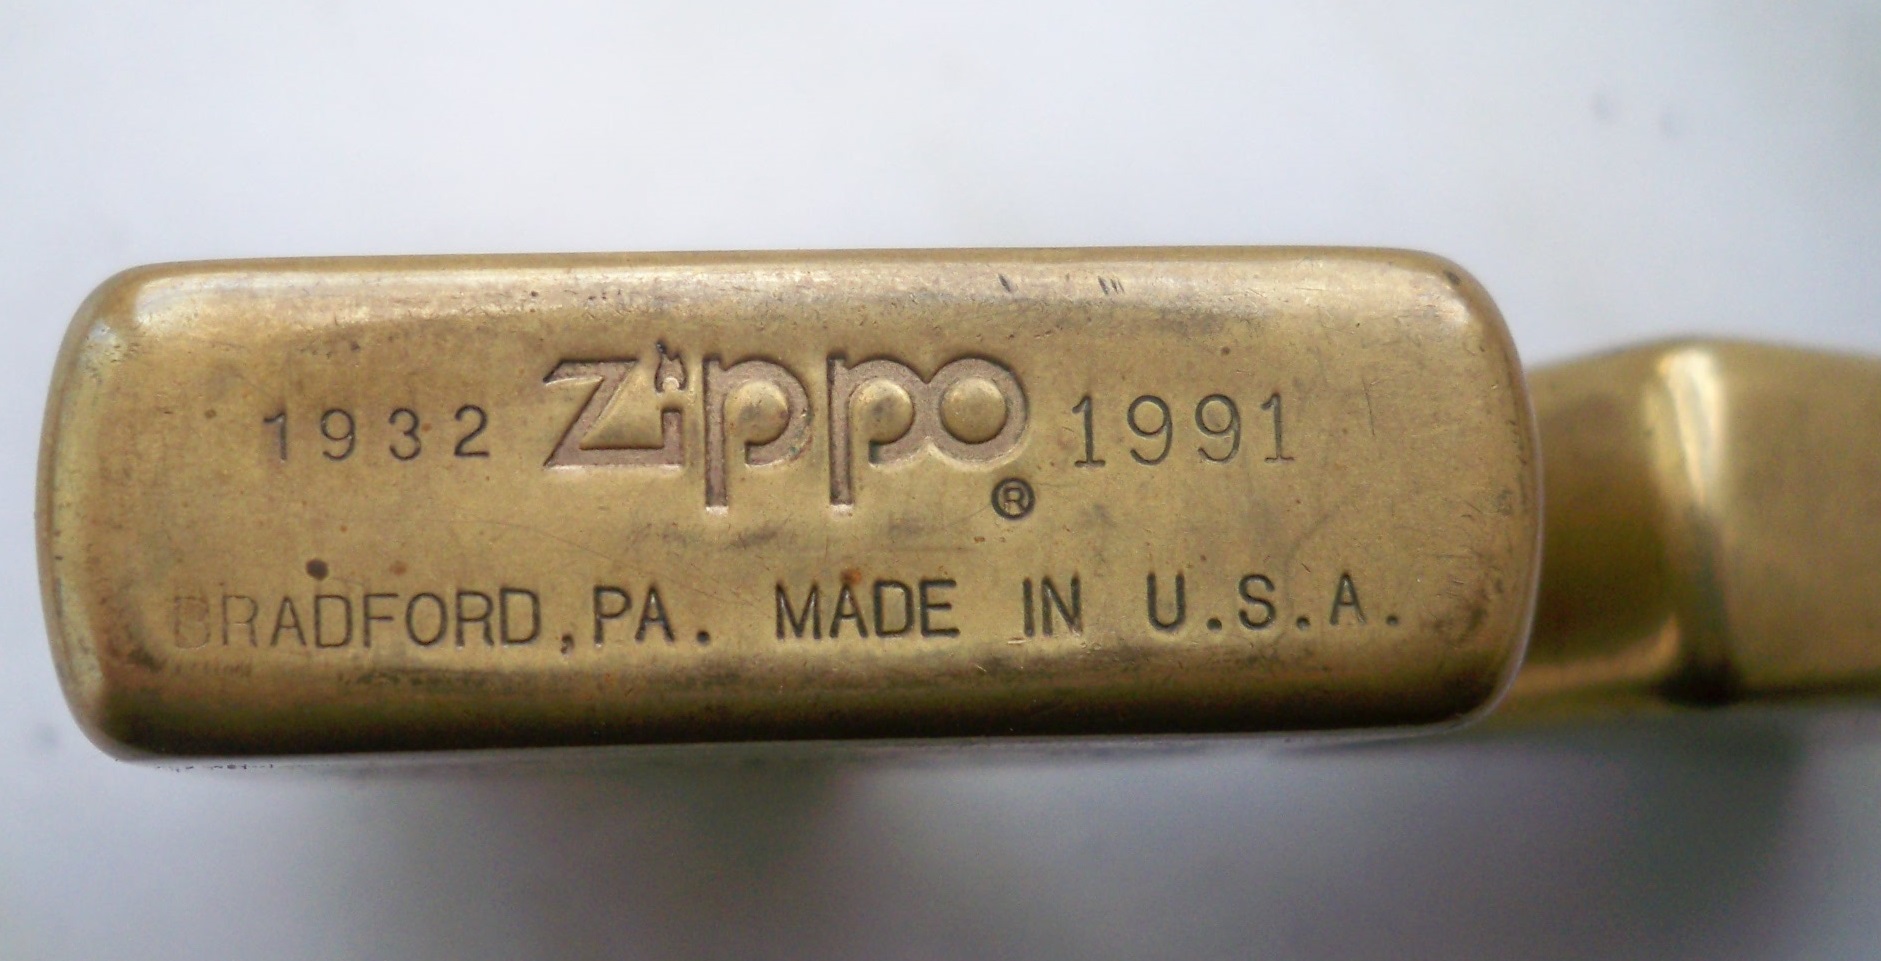 1932 Zippo 1991
®
BRADFORD,PA. MADE IN U.S.A.